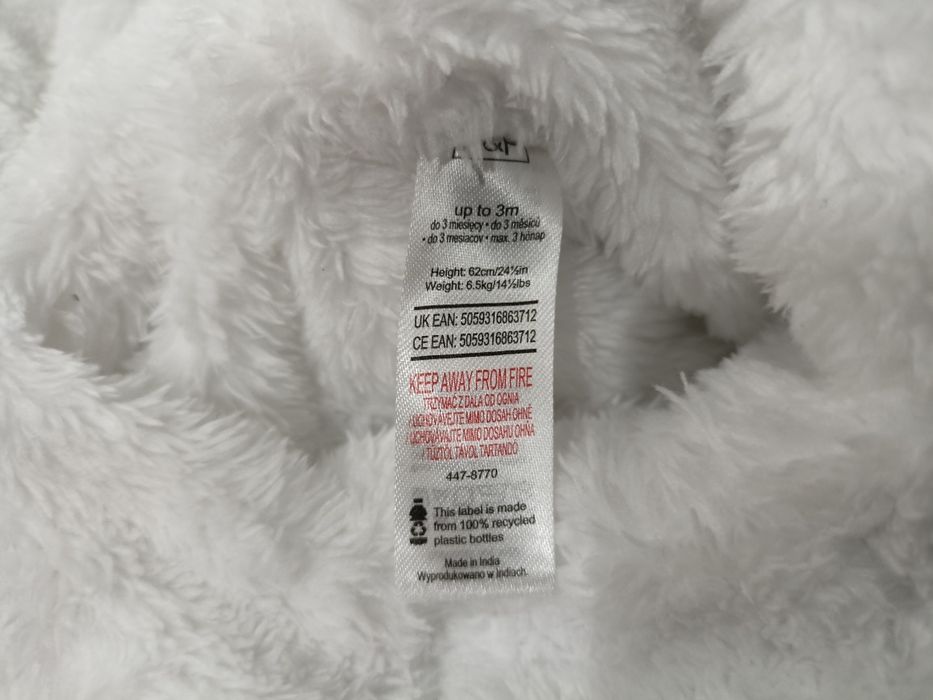 &F
up to 3m
do 3 miesięcy • do 3 měsíců
• do 3 mesiacov • max. 3 hónap
Height: 62cm/24½in
Weight: 6.5kg/14½lbs
UK EAN: 5059316863712
CE EAN: 5059316863712
KEEP AWAY FROM FIRE
TRZYMAĆ Z DALA OD OGNIA
/ UCHOVÁVEJTE MIMO DOSAH OHNĚ
/ UCHOVÁVAJTE MIMO DOSAHU OHŇA
/ TŰZTŐL TÁVOL TARTANDÓ
447-8770
This label is made
from 100% recycled
plastic bottles
Made in India
Wyprodukowano w Indiach.